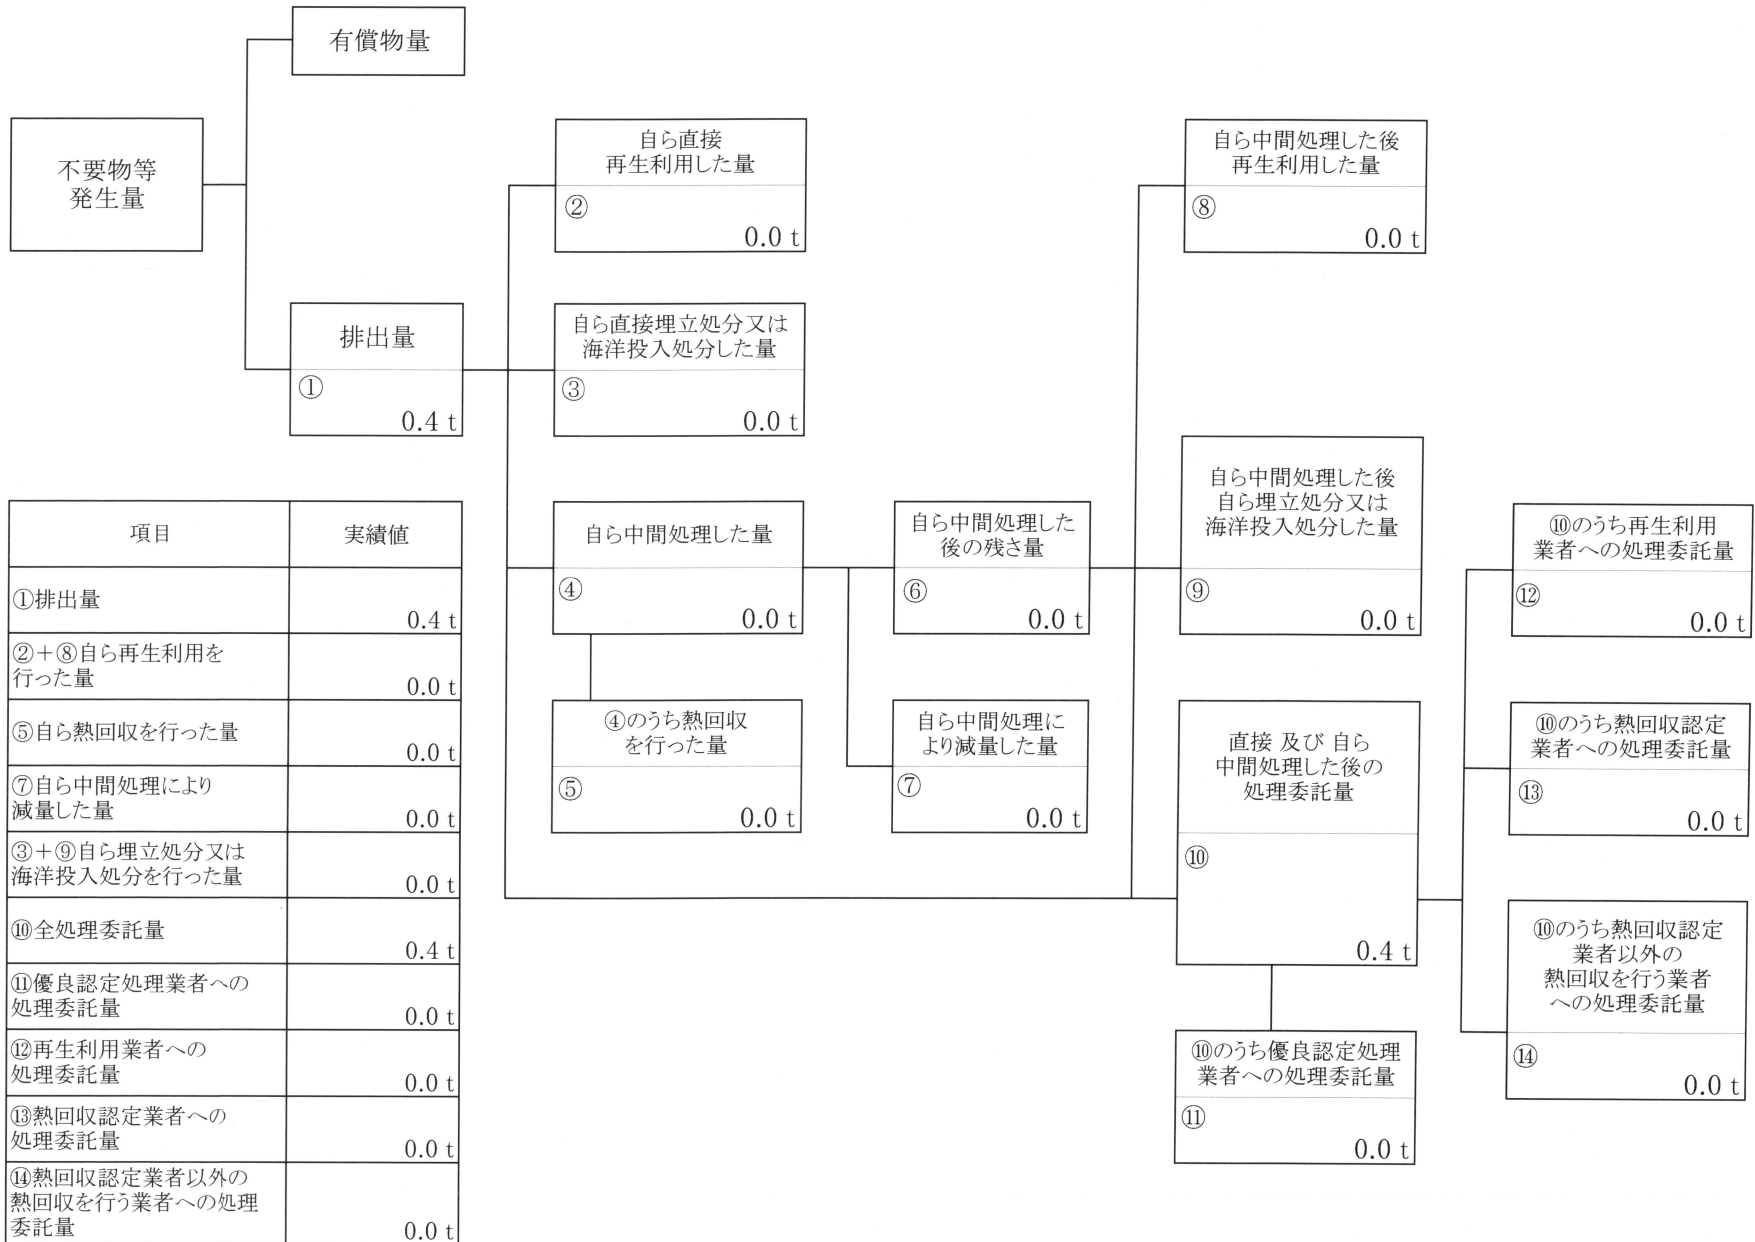 有償物量
不要物等
発生量
排出量
①
0.4 t
自ら直接
再生利用した量
②
0.0 t
自ら直接埋立処分又は
海洋投入処分した量
③
0.0 t
自ら中間処理した量
④
0.0 t
④のうち熱回収
を行った量
⑤
0.0 t
自ら中間処理した
後の残さ量
⑥
0.0 t
自ら中間処理に
より減量した量
⑦
0.0 t
自ら中間処理した後
再生利用した量
⑧
0.0 t
自ら中間処理した後
自ら埋立処分又は
海洋投入処分した量
⑨
0.0 t
直接 及び 自ら
中間処理した後の
処理委託量
⑩
0.4 t
⑩のうち優良認定処理
業者への処理委託量
⑪
0.0 t
⑩のうち再生利用
業者への処理委託量
⑫
0.0 t
⑩のうち熱回収認定
業者への処理委託量
⑬
0.0 t
⑩のうち熱回収認定
業者以外の
熱回収を行う業者
への処理委託量
⑭
0.0 t
項目 実績値
①排出量
0.4 t
②+⑧自ら再生利用を
行った量
0.0 t
⑤自ら熱回収を行った量
0.0 t
⑦自ら中間処理により
減量した量
0.0 t
③+⑨自ら埋立処分又は
海洋投入処分を行った量
0.0 t
⑩全処理委託量
0.4 t
⑪優良認定処理業者への
処理委託量
0.0 t
⑫再生利用業者への
処理委託量
0.0 t
⑬熱回収認定業者への
処理委託量
0.0 t
⑭熱回収認定業者以外の
熱回収を行う業者への処理
委託量
0.0 t